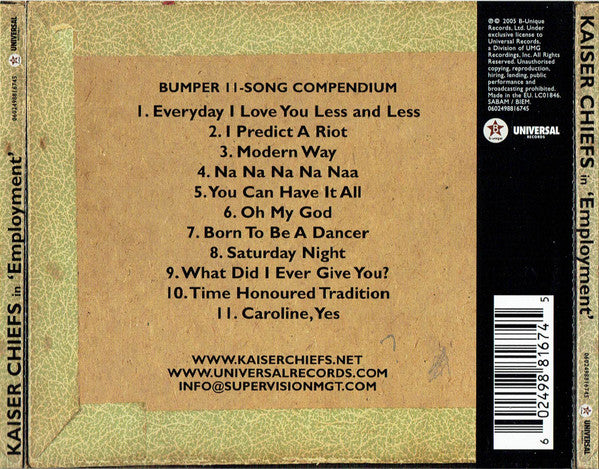 KAISER CHIEFS in 'Employment'
0602498816745
UNIVERSAL
BUMPER 11-SONG COMPENDIUM
1. Everyday I Love You Less and Less
2. I Predict A Riot
3. Modern Way
4. Na Na Na Na Naa
5. You Can Have It All
6. Oh My God
7. Born To Be A Dancer
8. Saturday Night
9. What Did I Ever Give You?
10. Time Honoured Tradition
11. Caroline, Yes
WWW.KAISERCHIEFS.NET
WWW.UNIVERSALRECORDS.COM
INFO@SUPERVISIONMGT.COM
℗© 2005 B-Unique
Records, Ltd. Under
exclusive license to
Universal Records,
a Division of UMG
Recordings, Inc. All Rights
Reserved. Unauthorised
copying, reproduction,
hiring, lending, public
performance and
broadcasting prohibited.
Made in the EU. LC01846.
SABAM / BIEM.
0602498816745
B
UNIVERSAL
RECORDS
6 02498 81674 5
KAISER CHIEFS in 'Employment'
0602498816745
UNIVERSAL